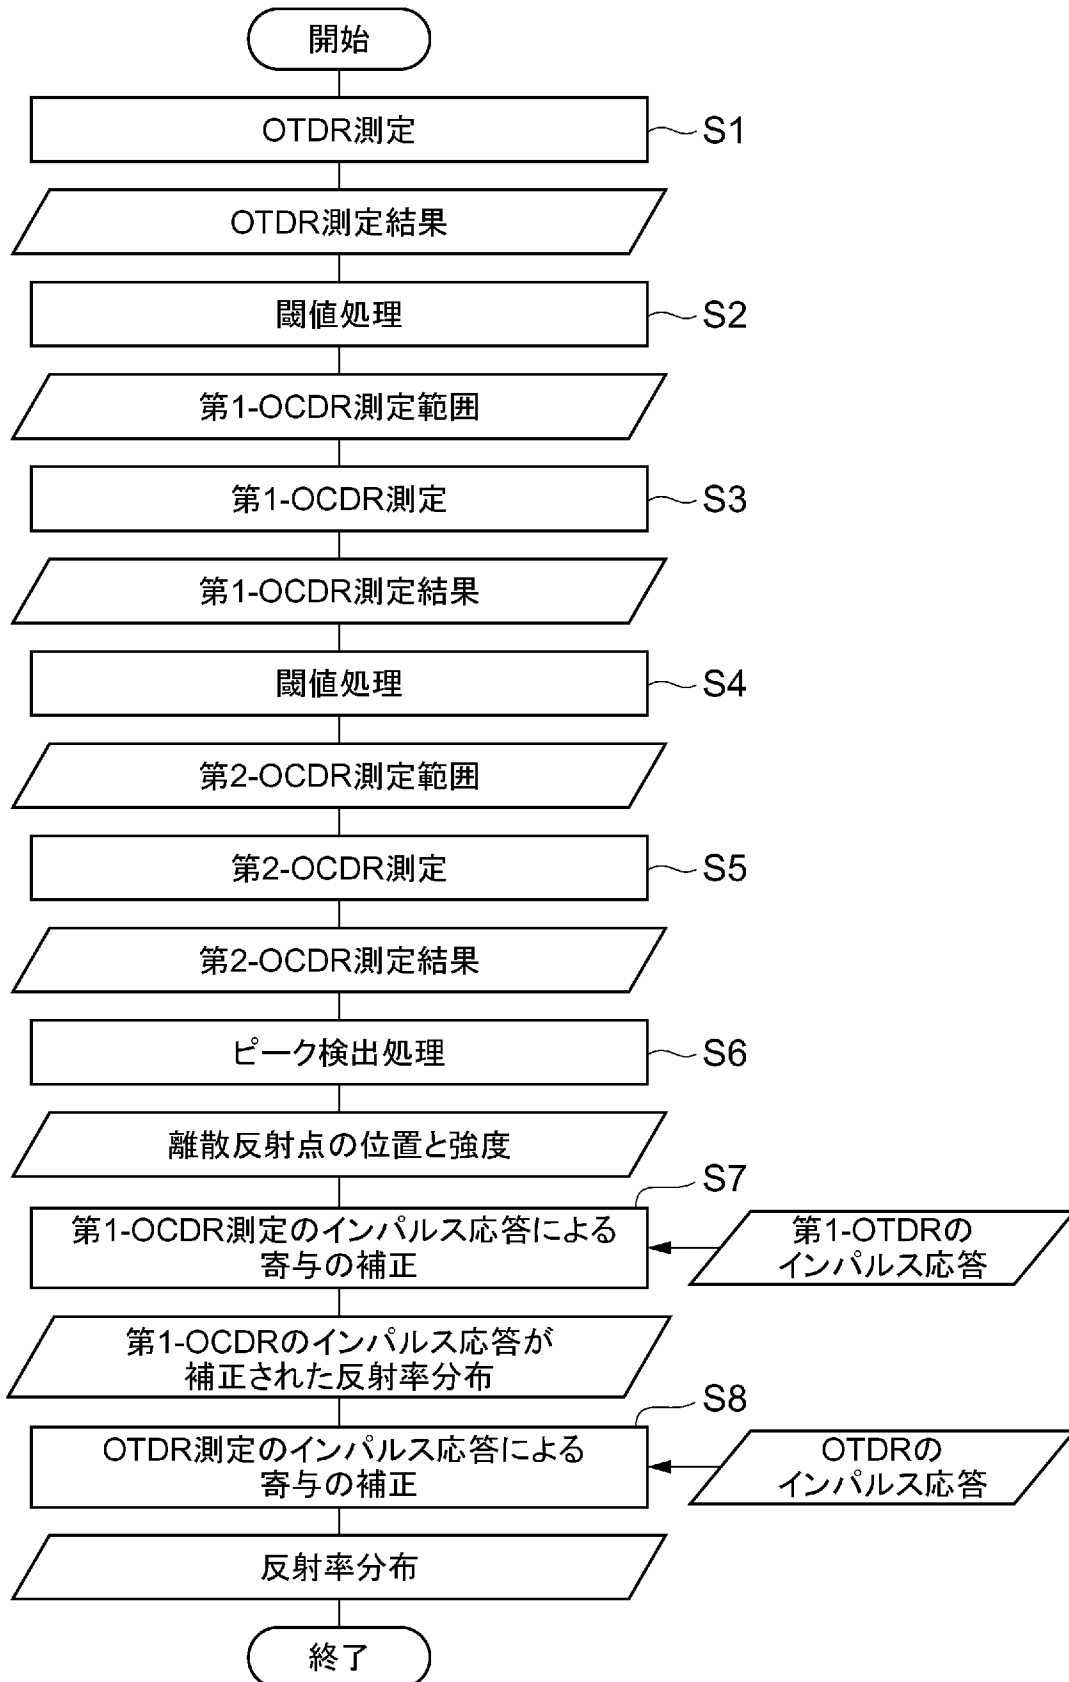 開始
OTDR測定
S1
OTDR測定結果
閾値処理
S2
第1-OCDR測定範囲
第1-OCDR測定
S3
第1-OCDR測定結果
閾値処理
S4
第2-OCDR測定範囲
第2-OCDR測定
S5
第2-OCDR測定結果
ピーク検出処理
S6
離散反射点の位置と強度
S7
第1-OCDR測定のインパルス応答による
寄与の補正
第1-OTDRの
インパルス応答
第1-OCDRのインパルス応答が
補正された反射率分布
S8
OTDR測定のインパルス応答による
寄与の補正
OTDRの
インパルス応答
反射率分布
終了